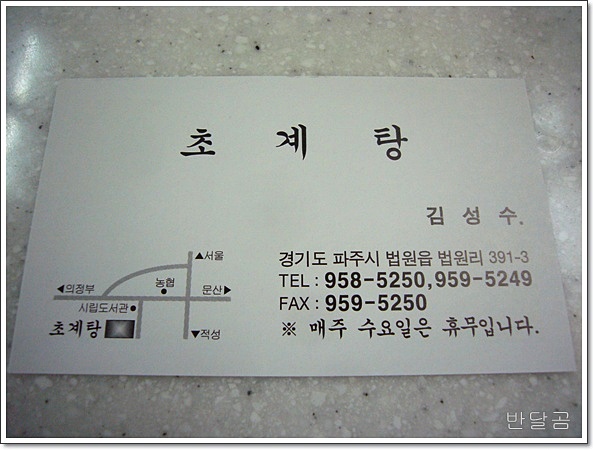 초 계 탕
김 성 수.
▲서울
농협
◀의정부
문산▶
시립도서관
초계탕
▼적성
경기도 파주시 법원읍 법원리 391-3
TEL : 958-5250, 959-5249
FAX : 959-5250
※ 매주 수요일은 휴무입니다.
반달곰